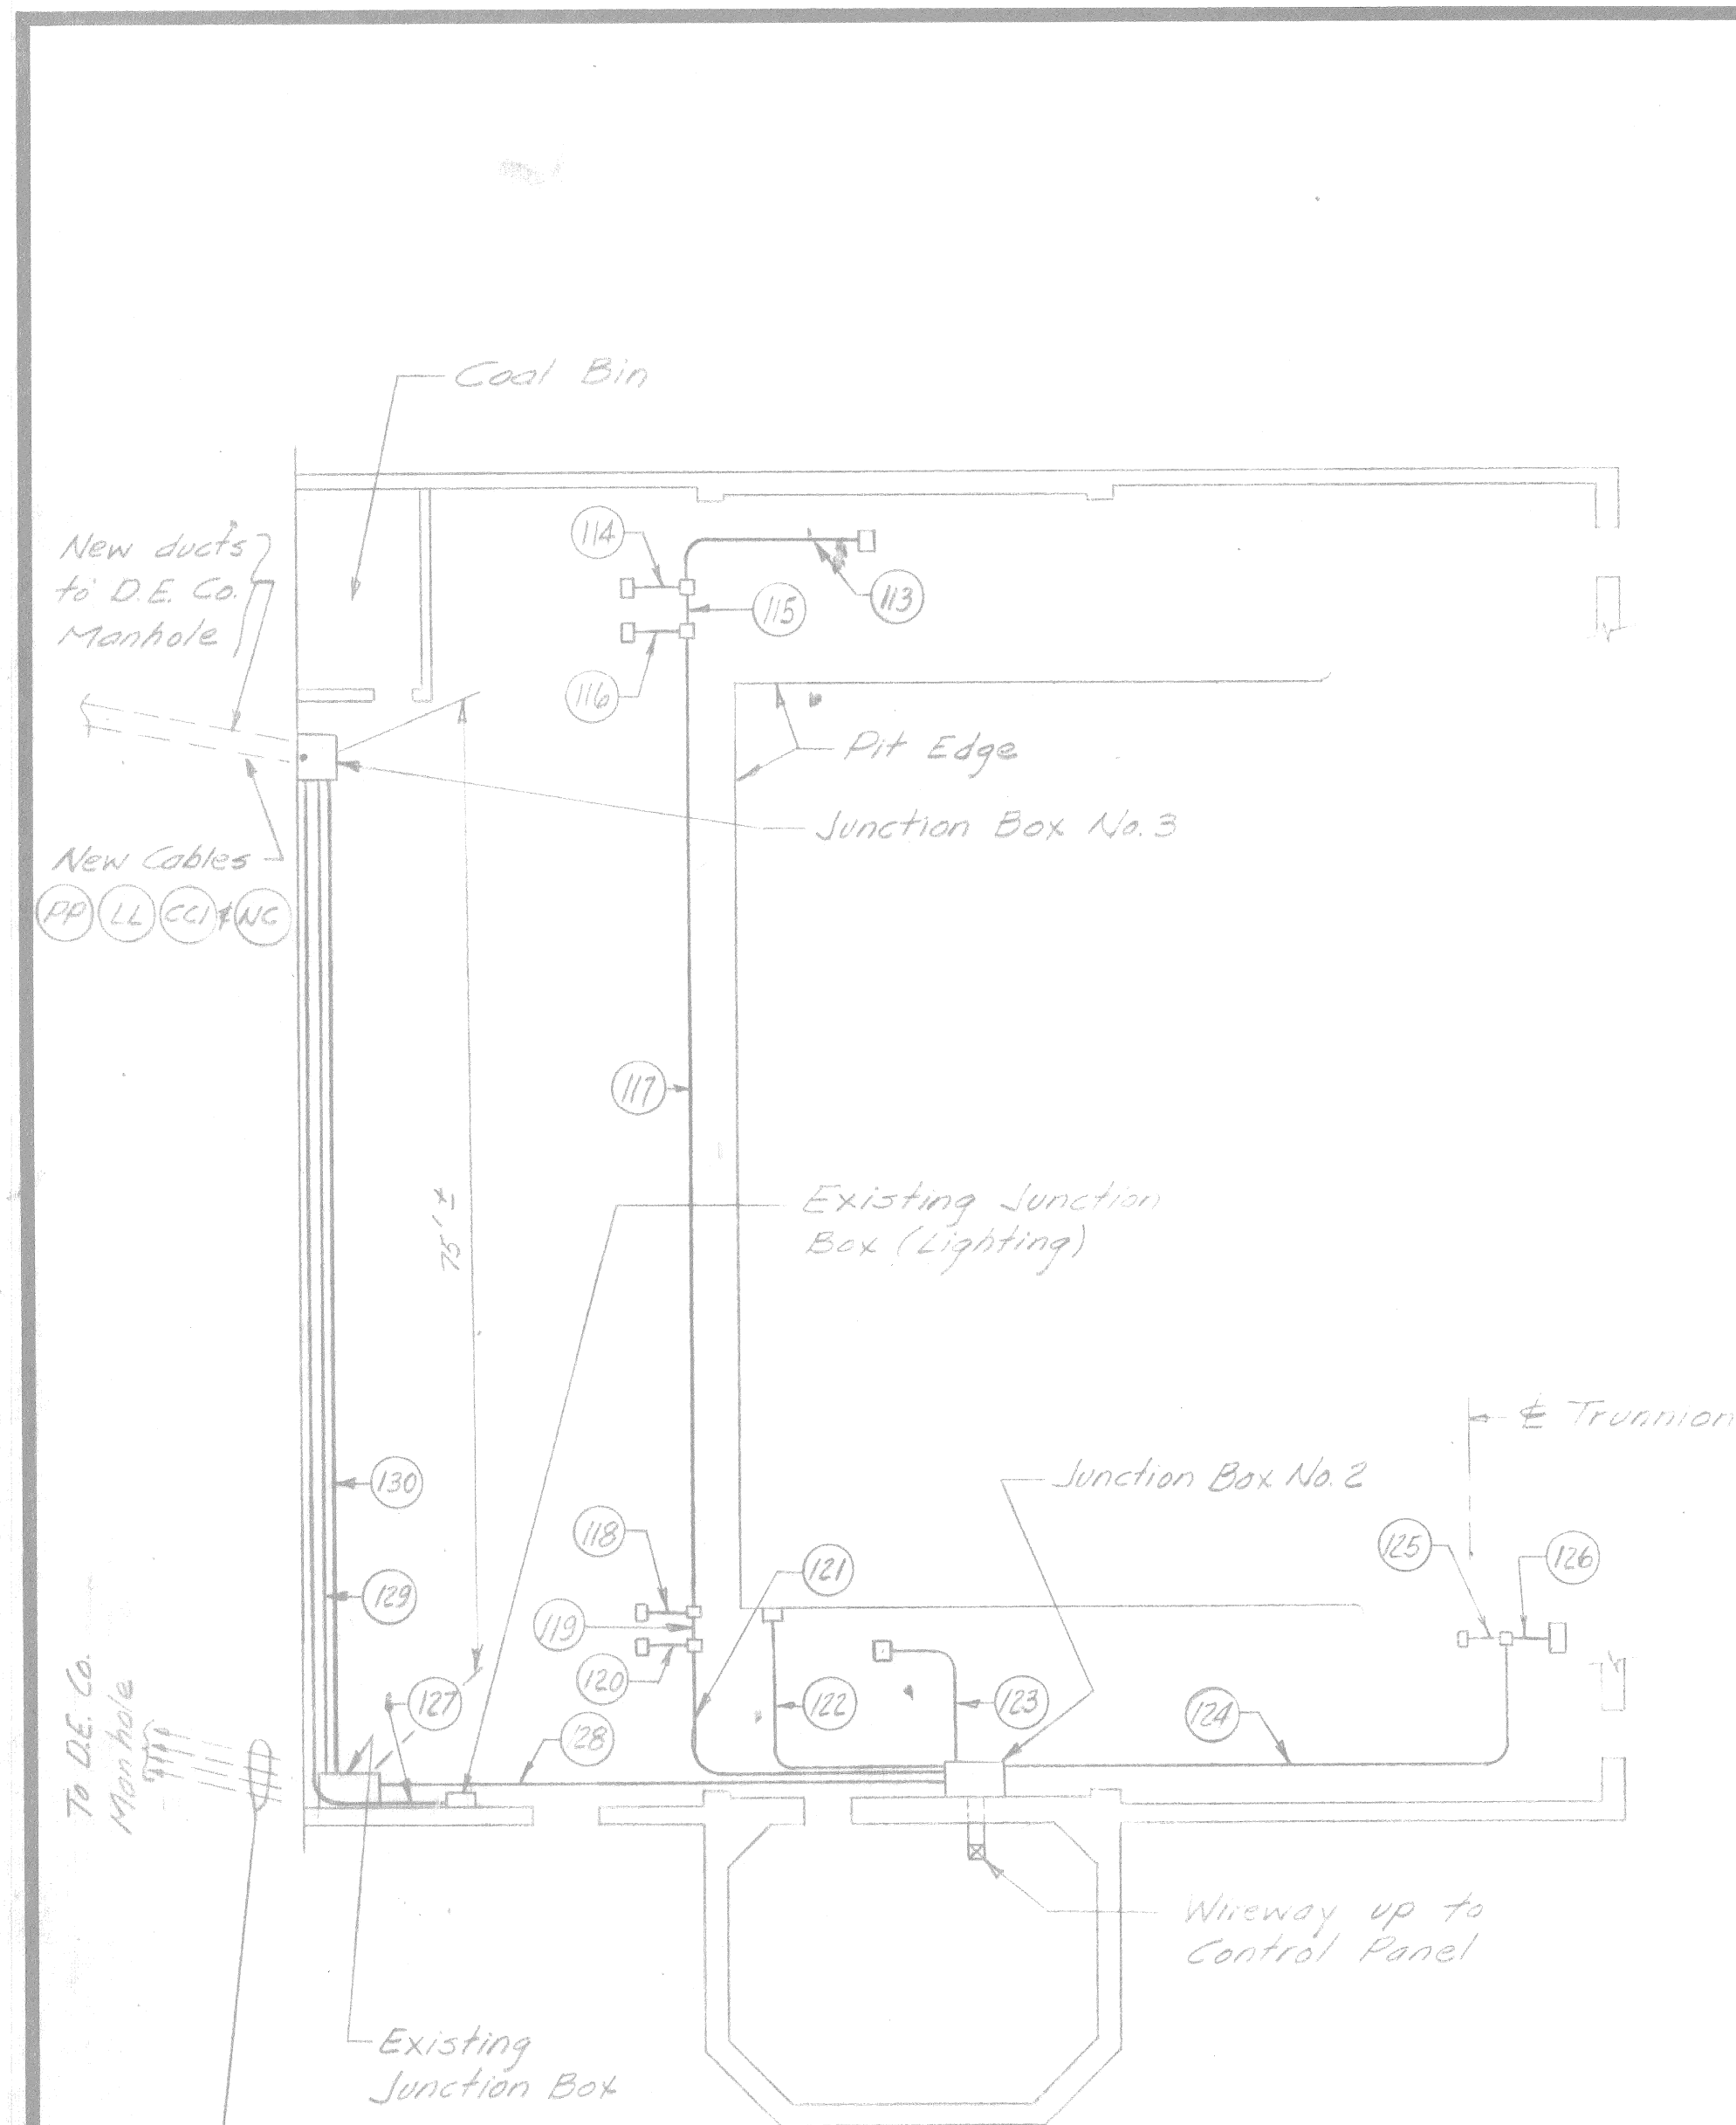 Coal Bin
New ducts
to D.E. Co.
Manhole
114
113
115
116
Pit Edge
Junction Box No. 3
New Cables
PP LL CC1 & NC
117
75' ±
Existing Junction
Box (Lighting)
℄ Trunnion
Junction Box No. 2
130
118
121
125
126
129
119
120
127
122
123
124
128
To D.E. Co.
Manhole
Wireway up to
Control Panel
Existing
Junction Box